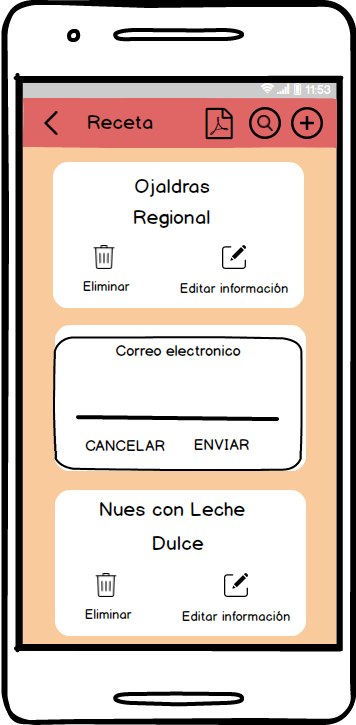 11:53
Receta
Ojaldras
Regional
Eliminar Editar información
Correo electronico
CANCELAR ENVIAR
Nues con Leche
Dulce
Eliminar Editar información